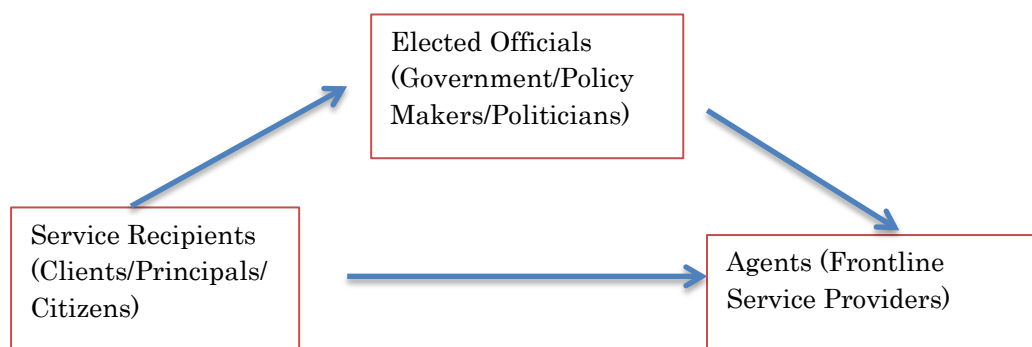 Elected Officials
(Government/Policy
Makers/Politicians)
Service Recipients
(Clients/Principals/
Citizens)
Agents (Frontline
Service Providers)